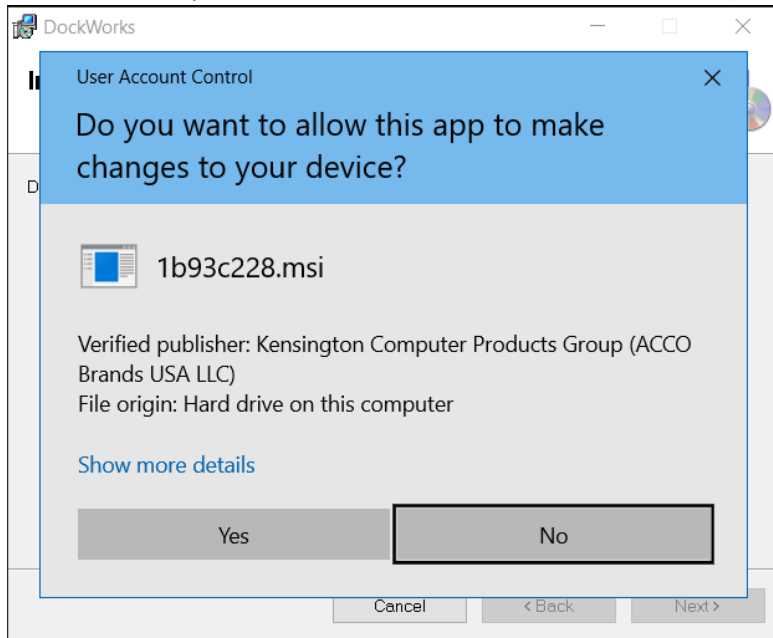 DockWorks
User Account Control
Do you want to allow this app to make
changes to your device?
1b93c228.msi
Verified publisher: Kensington Computer Products Group (ACCO
Brands USA LLC)
File origin: Hard drive on this computer
Show more details
Yes
No
Cancel
< Back
Next >